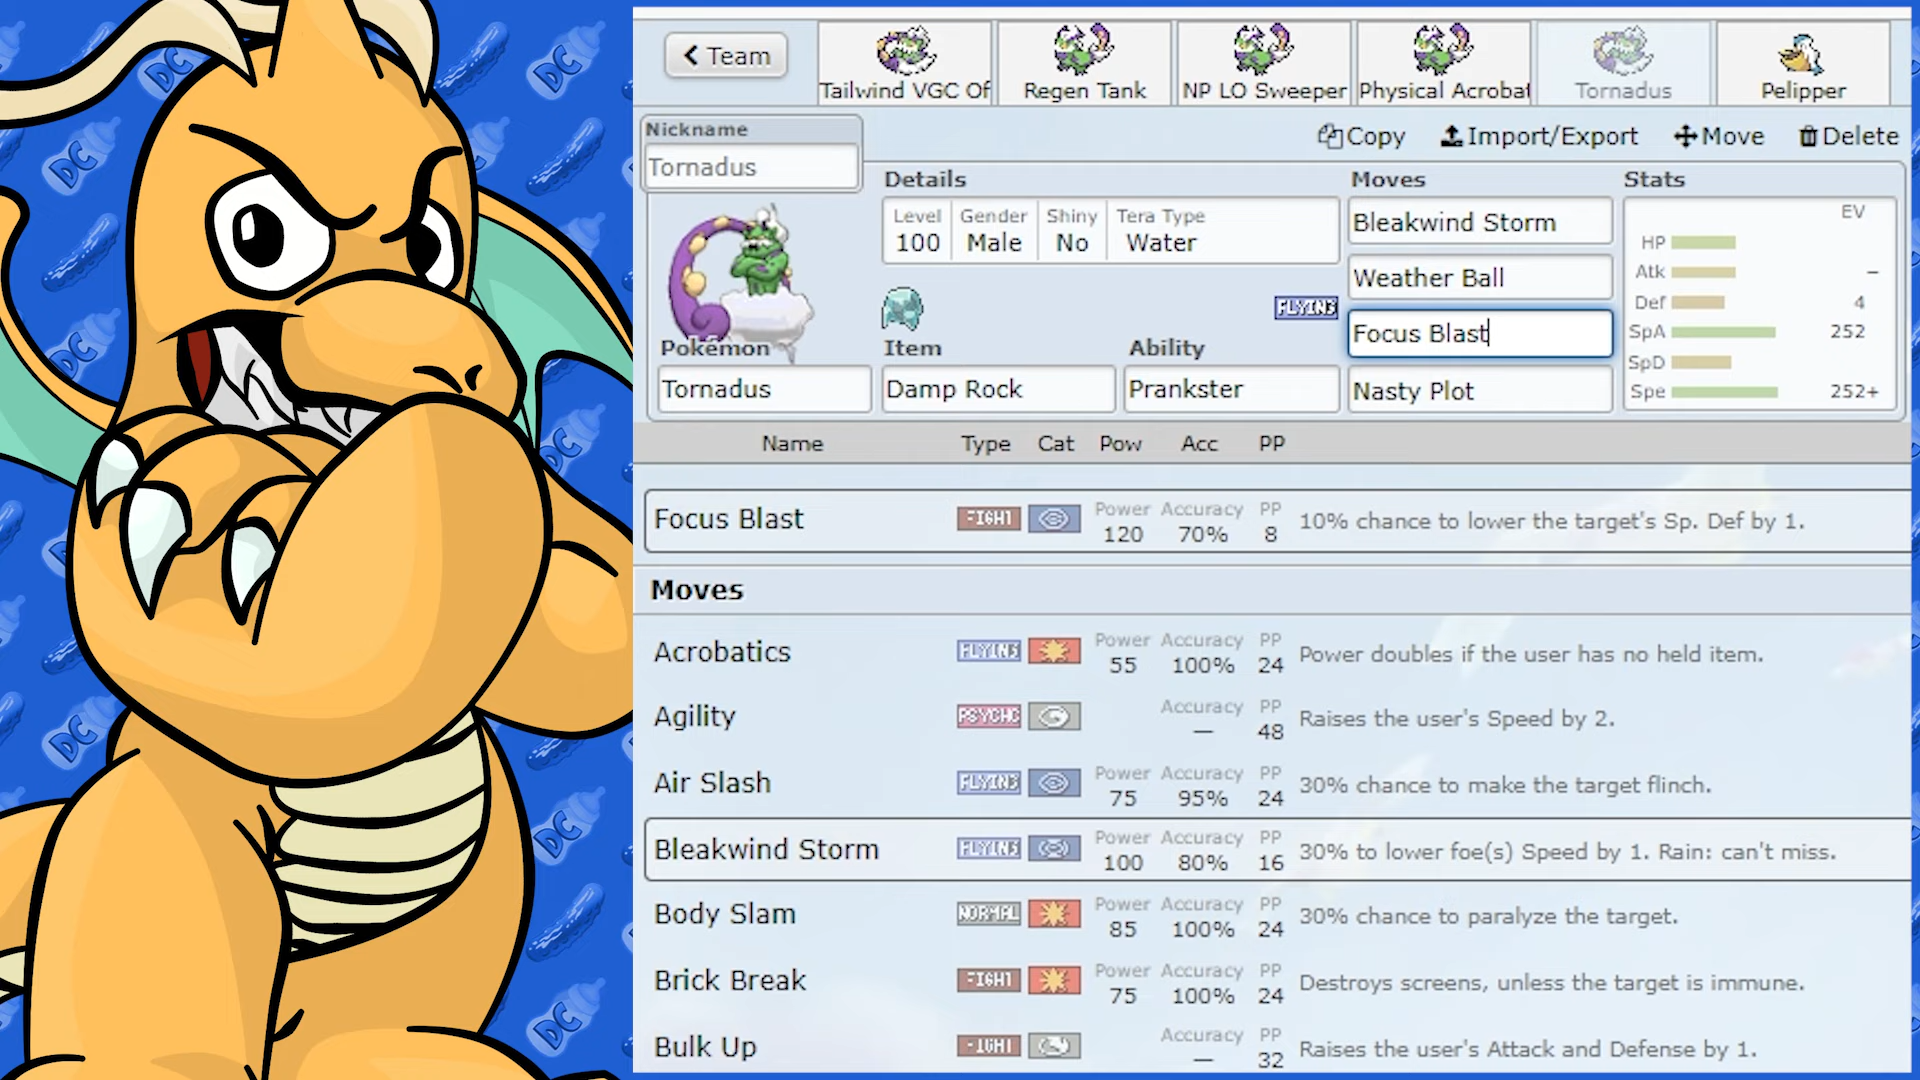 Team
Tailwind VGC Of
Regen Tank
NP LO Sweeper
Physical Acrobat
Tornadus
Pelipper
Copy
Import/Export
Move
Delete
Nickname
Tornadus
Details
Level
100
Gender
Male
Shiny
No
Tera Type
Water
FLYING
Pokémon
Tornadus
Item
Damp Rock
Ability
Prankster
Moves
Bleakwind Storm
Weather Ball
Focus Blast
Nasty Plot
Stats
EV
HP
Atk –
Def 4
SpA 252
SpD
Spe 252+
Name Type Cat Pow Acc PP
Focus Blast FIGHT Power 120 Accuracy 70% PP 8 10% chance to lower the target's Sp. Def by 1.
Moves
Acrobatics FLYING Power 55 Accuracy 100% PP 24 Power doubles if the user has no held item.
Agility PSYCHC Accuracy — PP 48 Raises the user's Speed by 2.
Air Slash FLYING Power 75 Accuracy 95% PP 24 30% chance to make the target flinch.
Bleakwind Storm FLYING Power 100 Accuracy 80% PP 16 30% to lower foe(s) Speed by 1. Rain: can't miss.
Body Slam NORMAL Power 85 Accuracy 100% PP 24 30% chance to paralyze the target.
Brick Break FIGHT Power 75 Accuracy 100% PP 24 Destroys screens, unless the target is immune.
Bulk Up FIGHT Accuracy — PP 32 Raises the user's Attack and Defense by 1.
DC
DC
DC
DC
DC
DC
DC
DC